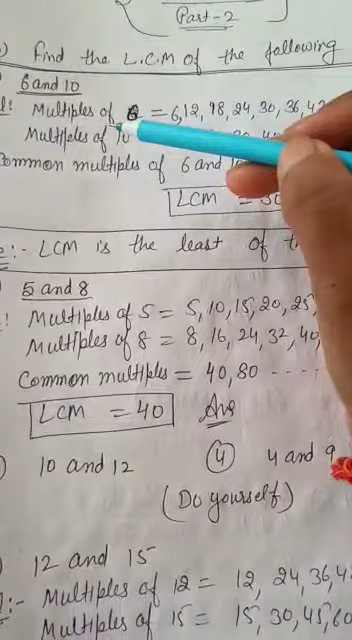 Part-2
Find the L.C.M of the following
6 and 10
Multiples of 6 = 6, 12, 18, 24, 30, 36, 42
Multiples of 10
Common multiples of 6 and 10
LCM = 30
:- LCM is the least of
5 and 8
Multiples of 5 = 5, 10, 15, 20, 25,
Multiples of 8 = 8, 16, 24, 32, 40,
Common multiples = 40, 80 ----
LCM = 40 Ans
10 and 12 (4) 4 and 9
(Do yourself)
12 and 15
:- Multiples of 12 = 12, 24, 36, 4
Multiples of 15 = 15, 30, 45, 60